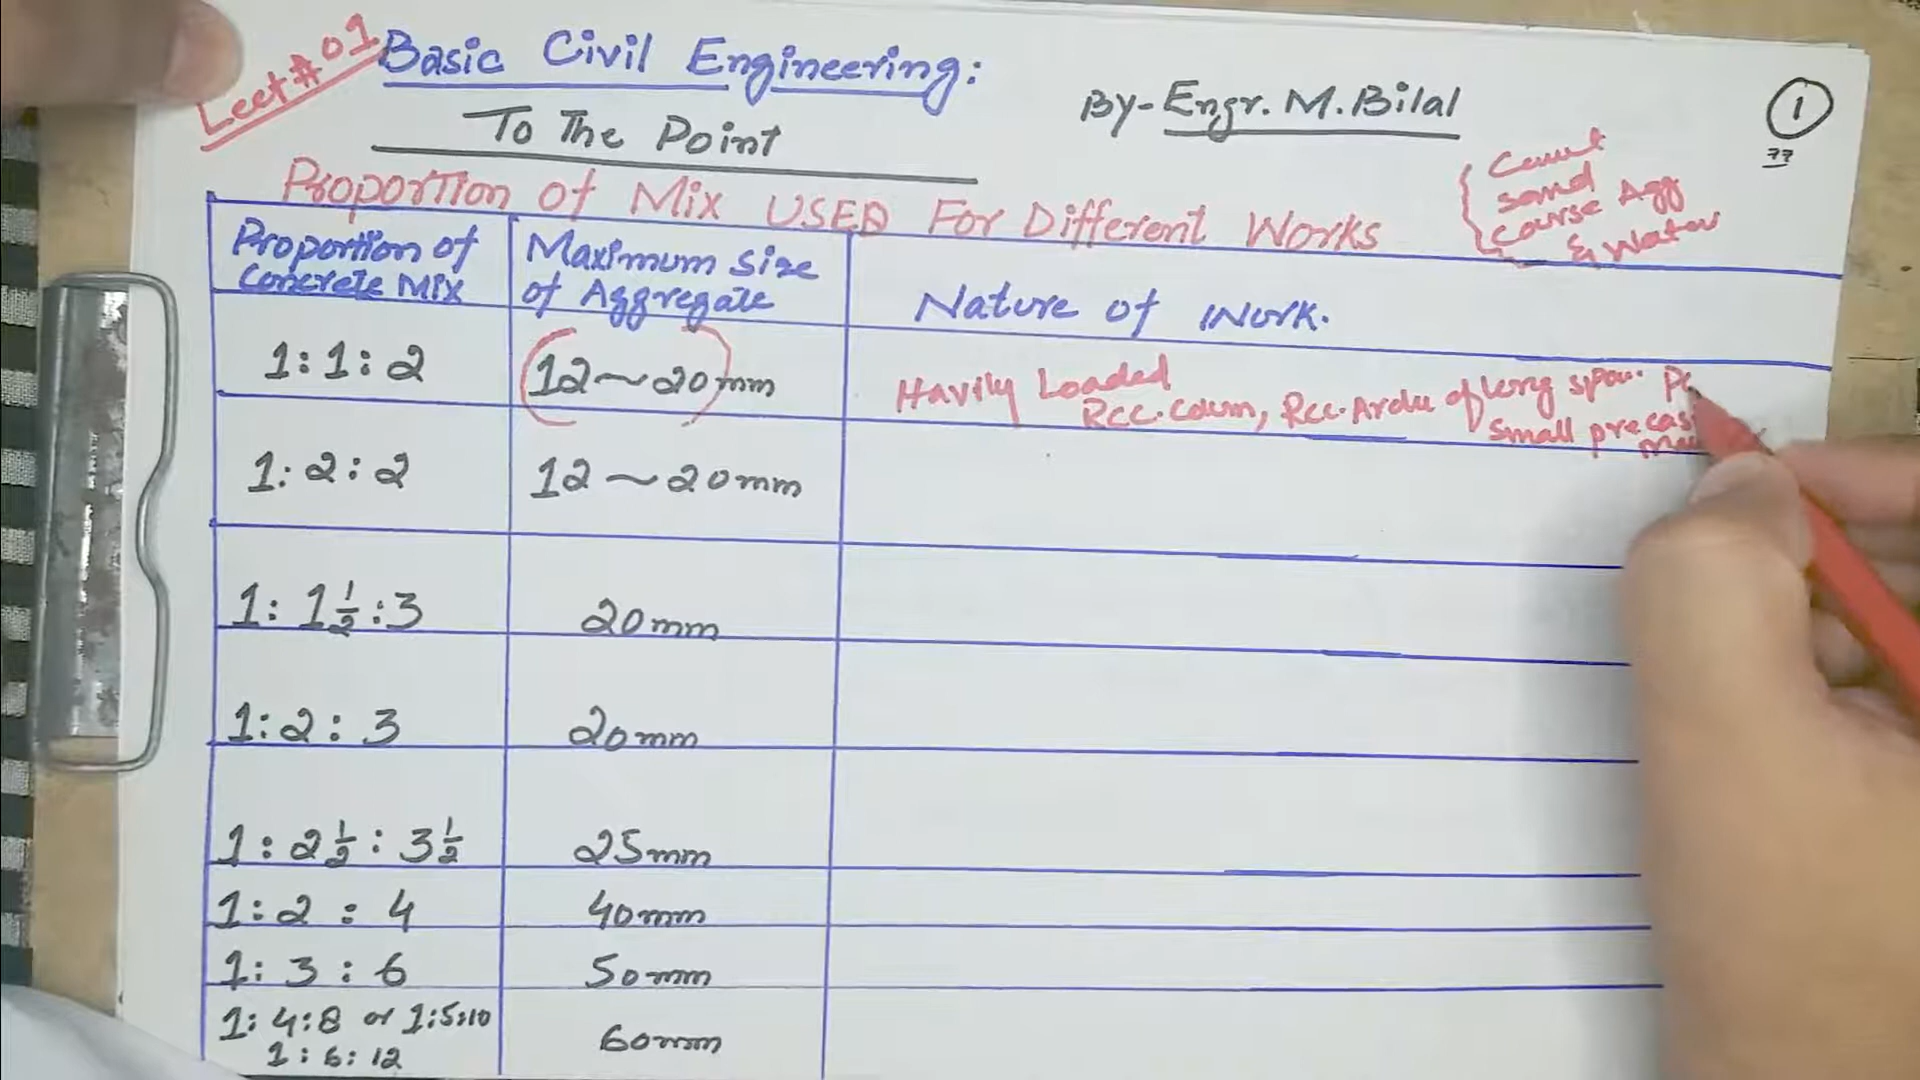 Lect # 01
Basic Civil Engineering:
To The Point
By- Engr. M. Bilal
1
77
sand
course Agg
& Water
Proportion of Mix USED For Different Works
Proportion of Concrete Mix
Maximum Size of Aggregate
Nature of Work.
1:1:2
12~20mm
Havily Loaded
Rcc. Colum, Rcc. of long span.
small precas
1:2:2
12~20mm
1:1½:3
20mm
1:2:3
20mm
1:2½:3½
25mm
1:2:4
40mm
1:3:6
50mm
1:4:8 or 1:5:10
1:6:12
60mm